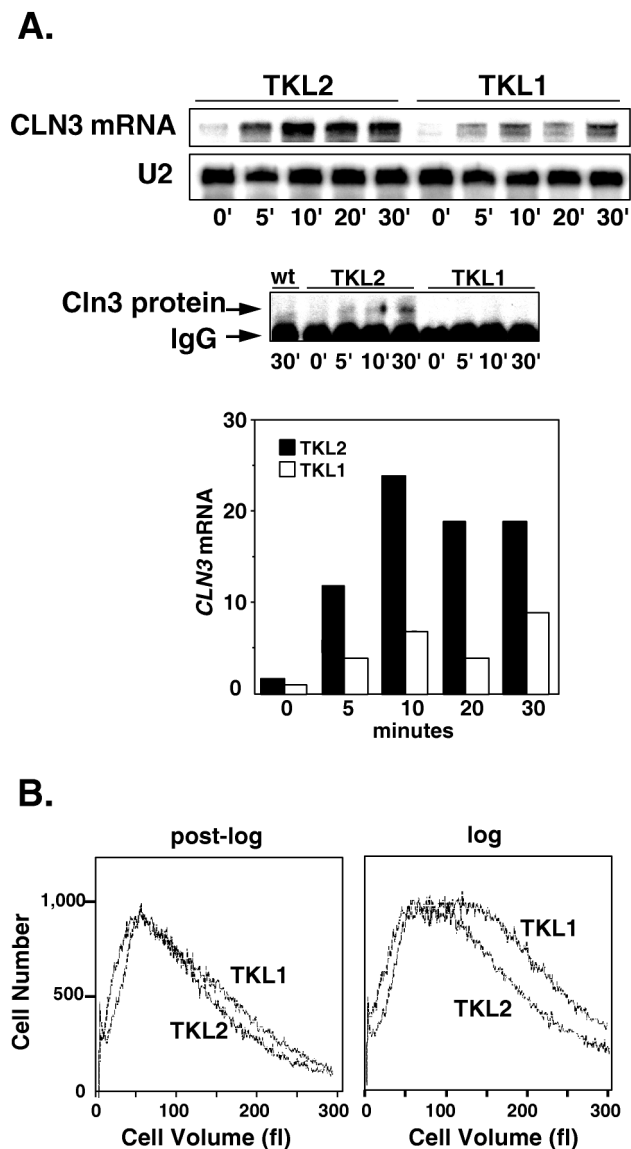 A.
TKL2 TKL1
CLN3 mRNA
U2
0' 5' 10' 20' 30' 0' 5' 10' 20' 30'
wt TKL2 TKL1
Cln3 protein
IgG
30' 0' 5' 10' 30' 0' 5' 10' 30'
30
TKL2
TKL1
20
CLN3 mRNA
10
0
0 5 10 20 30
minutes
B.
post-log log
1,000
Cell Number
TKL1 TKL1
500
TKL2 TKL2
0
0 100 200 300 0 100 200 300
Cell Volume (fl) Cell Volume (fl)